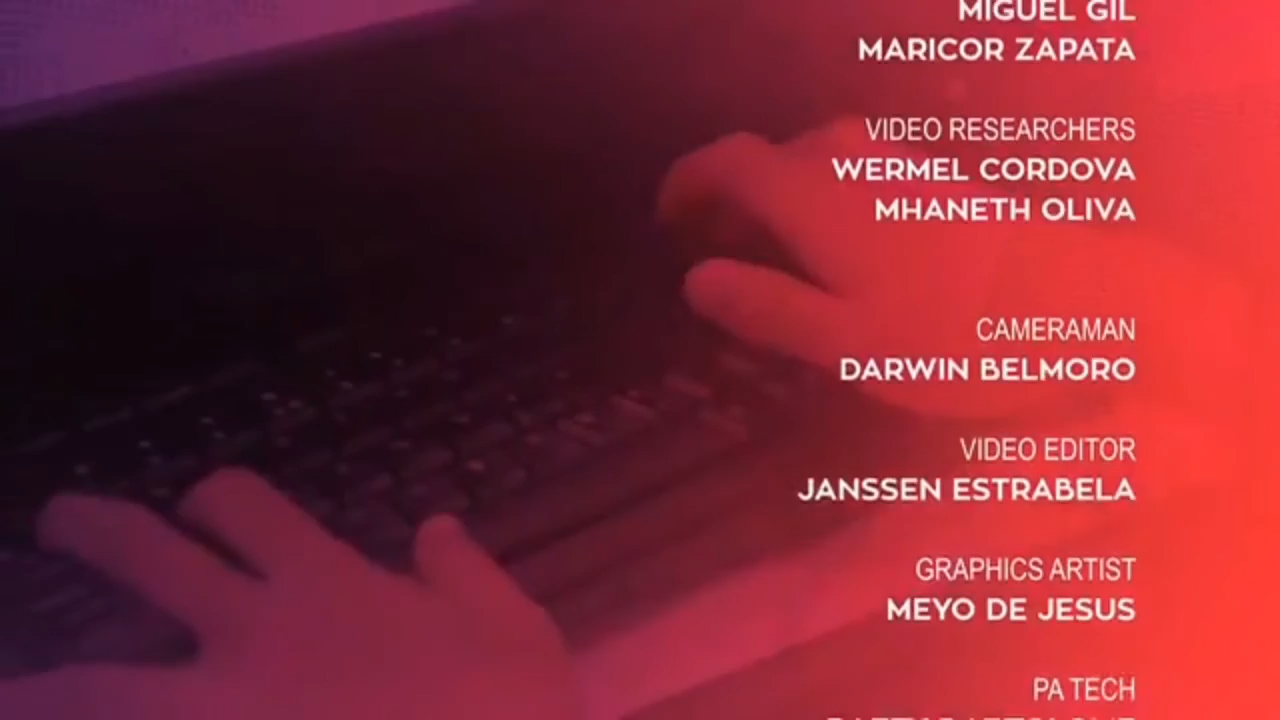 MIGUEL GIL
MARICOR ZAPATA
VIDEO RESEARCHERS
WERMEL CORDOVA
MHANETH OLIVA
CAMERAMAN
DARWIN BELMORO
VIDEO EDITOR
JANSSEN ESTRABELA
GRAPHICS ARTIST
MEYO DE JESUS
PA TECH